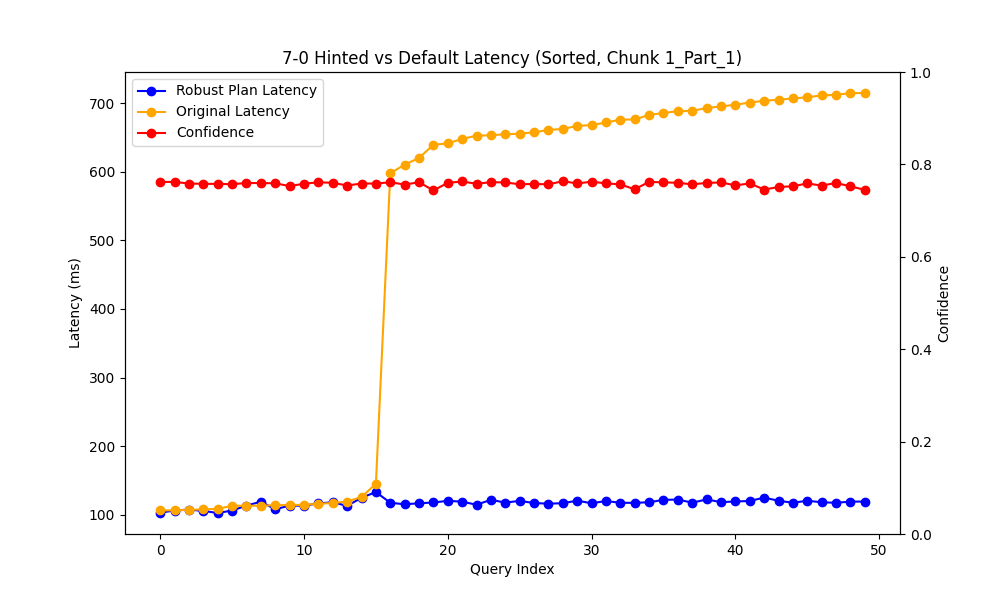 7-0 Hinted vs Default Latency (Sorted, Chunk 1_Part_1)
Robust Plan Latency
Original Latency
Confidence
Latency (ms)
700
600
500
400
300
200
100
1.0
0.8
0.6
0.4
0.2
0.0
Confidence
0 10 20 30 40 50
Query Index